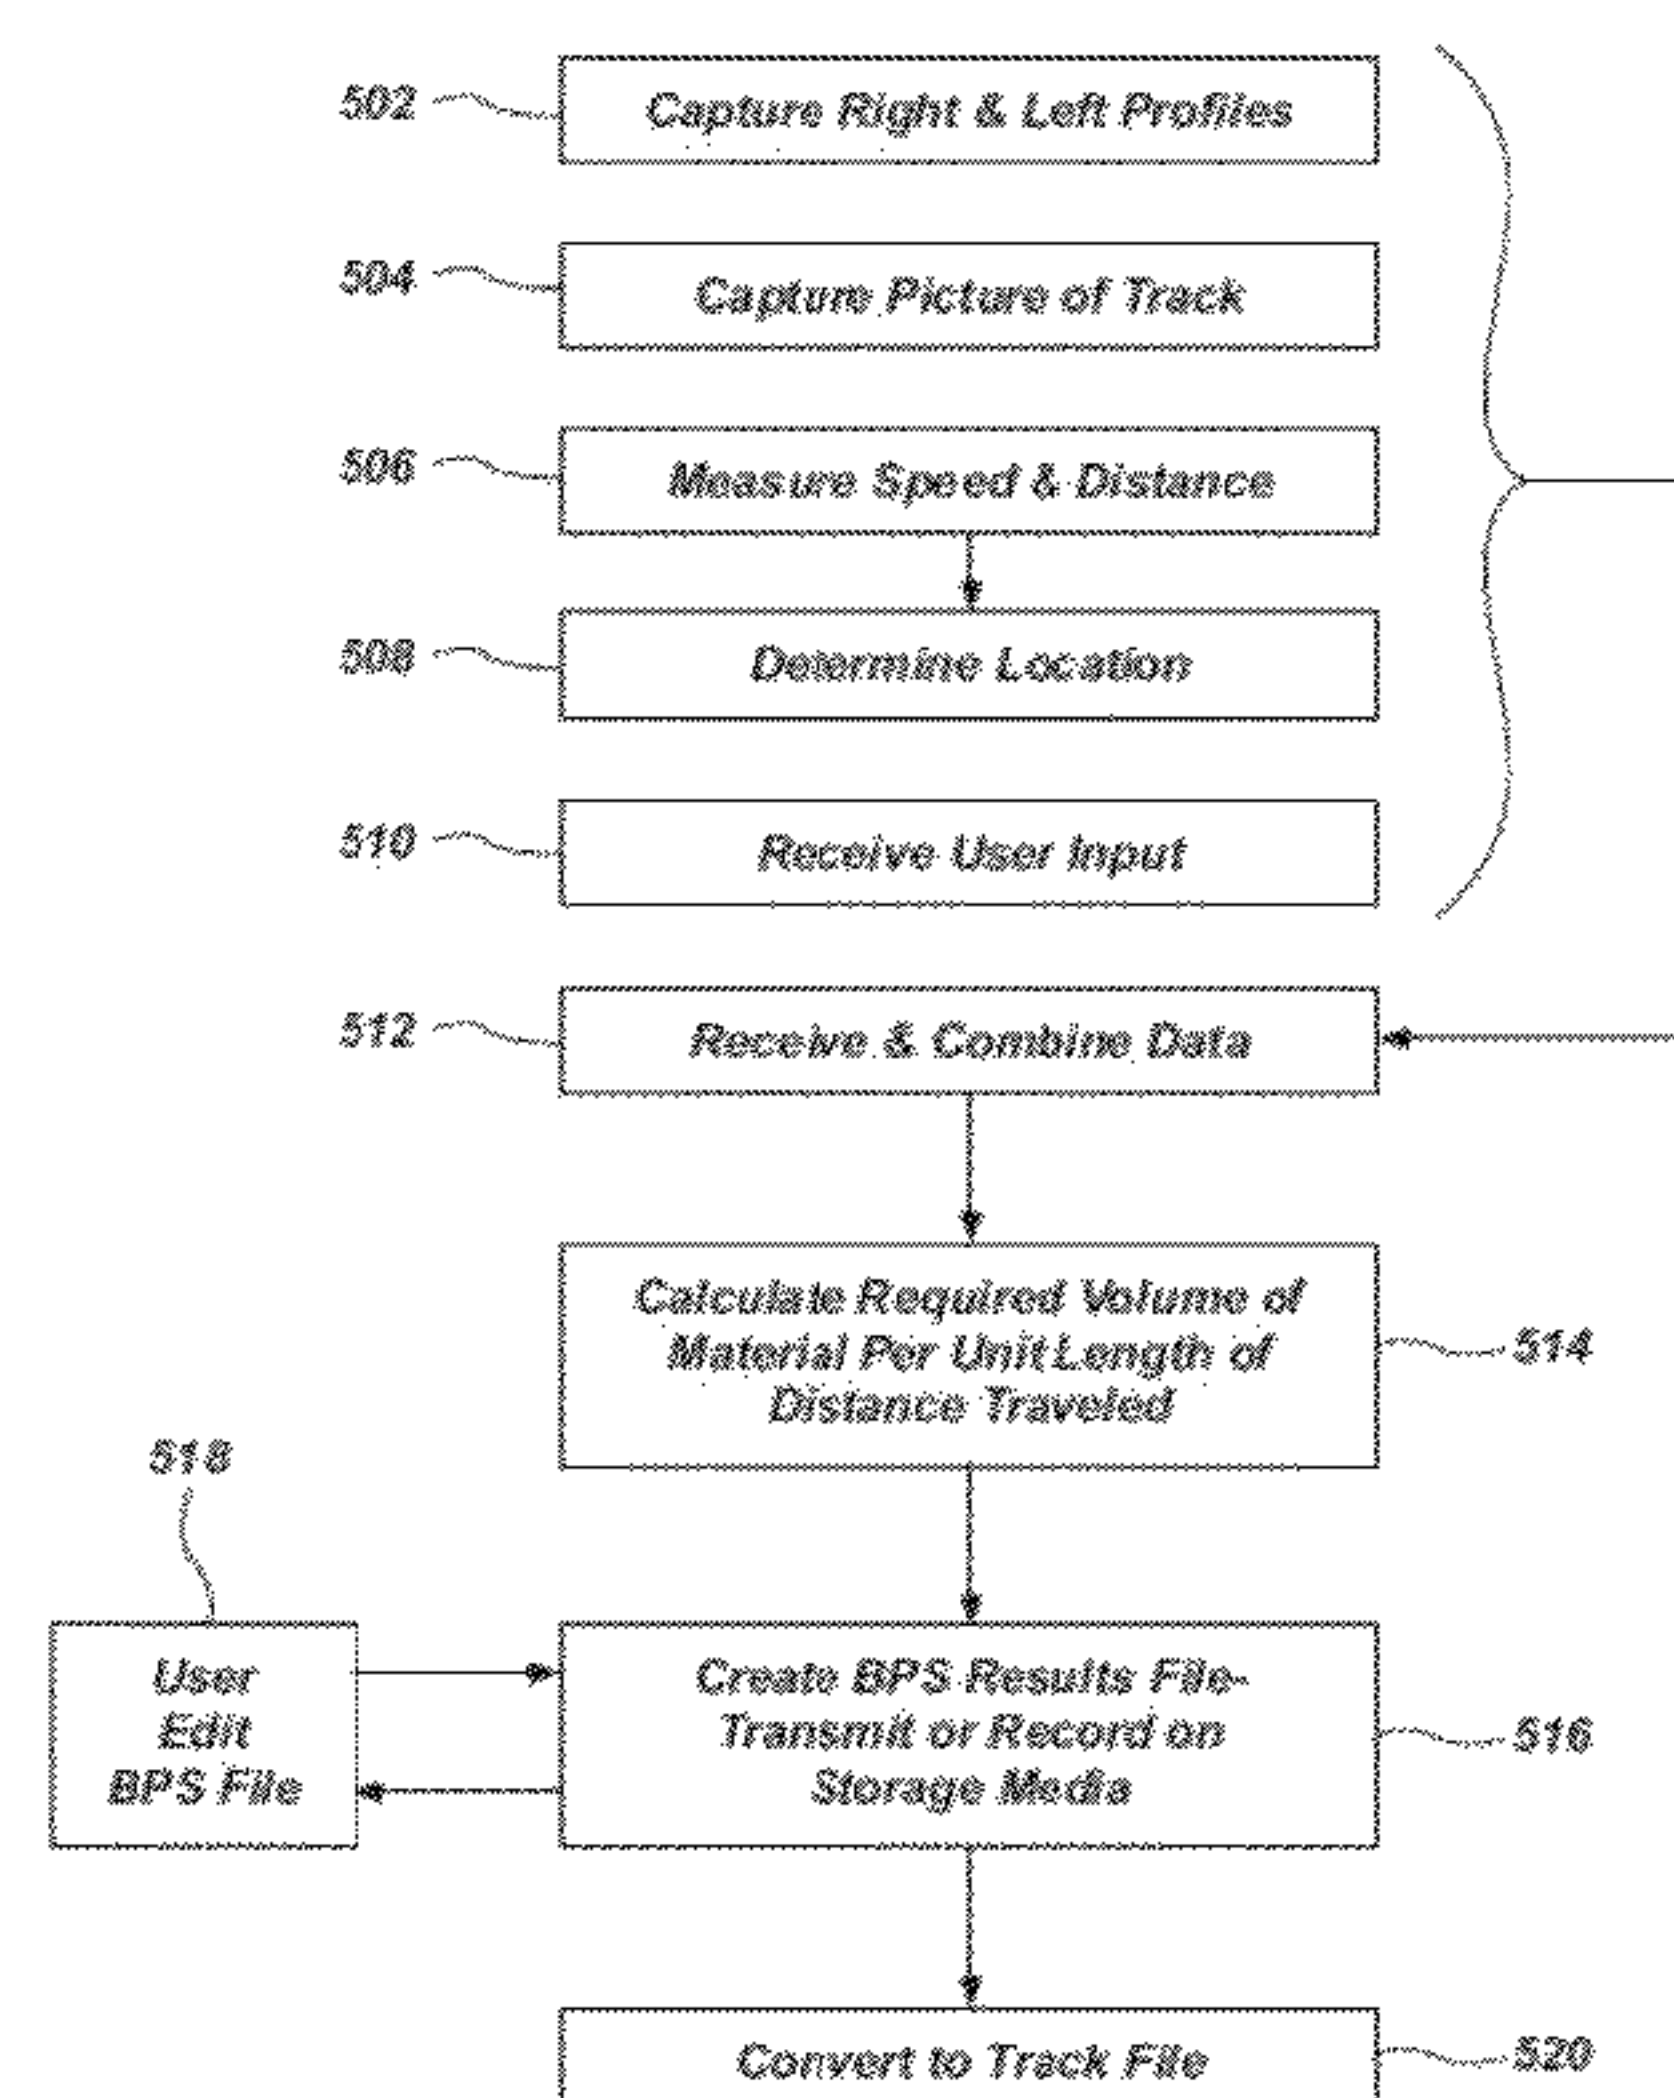 502
Capture Right & Left Profiles
504
Capture Picture of Track
506
Measure Speed & Distance
508
Determine Location
510
Receive User Input
512
Receive & Combine Data
Calculate Required Volume of
Material Per Unit Length of
Distance Traveled
514
518
User
Edit
BPS File
Create BPS Results File-
Transmit or Record on
Storage Media
516
Convert to Track File
520